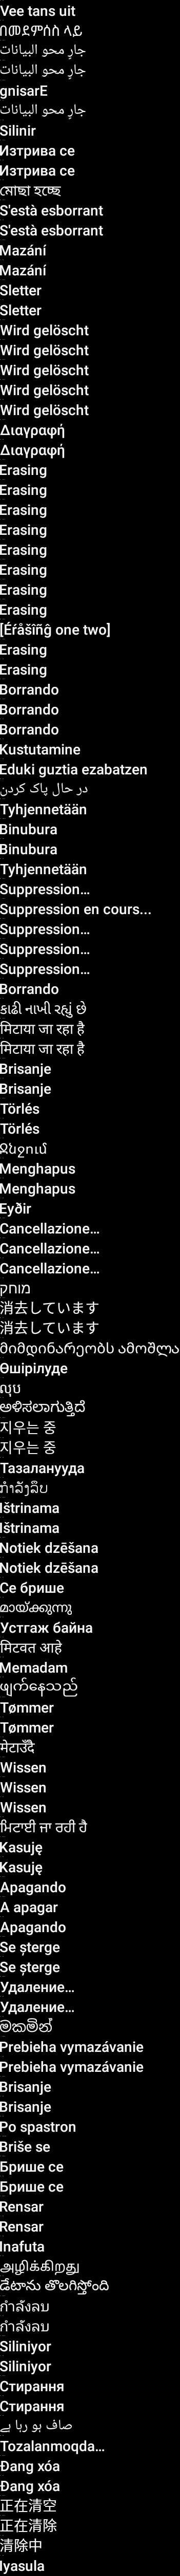 Vee tans uit
በመደምሰስ ላይ
جارٍ محو البيانات
جارٍ محو البيانات
gnisarE
جارٍ محو البيانات
Silinir
Изтрива се
Изтрива се
মোছা হচ্ছে
S'està esborrant
S'està esborrant
Mazání
Mazání
Sletter
Sletter
Wird gelöscht
Wird gelöscht
Wird gelöscht
Wird gelöscht
Wird gelöscht
Διαγραφή
Διαγραφή
Erasing
Erasing
Erasing
Erasing
Erasing
Erasing
Erasing
Erasing
[Éŕåšîñĝ one two]
Erasing
Erasing
Borrando
Borrando
Borrando
Kustutamine
Eduki guztia ezabatzen
در حال پاک کردن
Tyhjennetään
Binubura
Binubura
Tyhjennetään
Suppression…
Suppression en cours...
Suppression…
Suppression…
Suppression…
Borrando
કાઢી નાખી રહ્યું છે
मिटाया जा रहा है
मिटाया जा रहा है
Brisanje
Brisanje
Törlés
Törlés
Ջնջում
Menghapus
Menghapus
Eyðir
Cancellazione…
Cancellazione…
Cancellazione…
מוחק
消去しています
消去しています
მიმდინარეობს ამოშლა
Өшірілуде
លុប
ಅಳಿಸಲಾಗುತ್ತಿದೆ
지우는 중
지우는 중
Тазаланууда
ກຳລັງລຶບ
Ištrinama
Ištrinama
Notiek dzēšana
Notiek dzēšana
Се брише
മായ്ക്കുന്നു
Устгаж байна
मिटवत आहे
Memadam
ဖျက်နေသည်
Tømmer
Tømmer
मेटाउँदै
Wissen
Wissen
Wissen
ਮਿਟਾਈ ਜਾ ਰਹੀ ਹੈ
Kasuję
Kasuję
Apagando
A apagar
Apagando
Se șterge
Se șterge
Удаление…
Удаление…
මකමින්
Prebieha vymazávanie
Prebieha vymazávanie
Brisanje
Brisanje
Po spastron
Briše se
Брише се
Брише се
Rensar
Rensar
Inafuta
அழிக்கிறது
డేటాను తొలగిస్తోంది
กำลังลบ
กำลังลบ
Siliniyor
Siliniyor
Стирання
Стирання
صاف ہو رہا ہے
Tozalanmoqda…
Đang xóa
Đang xóa
正在清空
正在清除
清除中
Iyasula